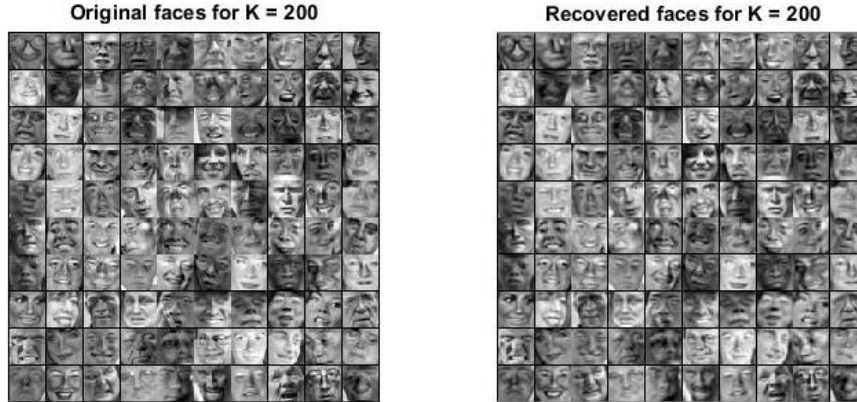 Original faces for K = 200
Recovered faces for K = 200